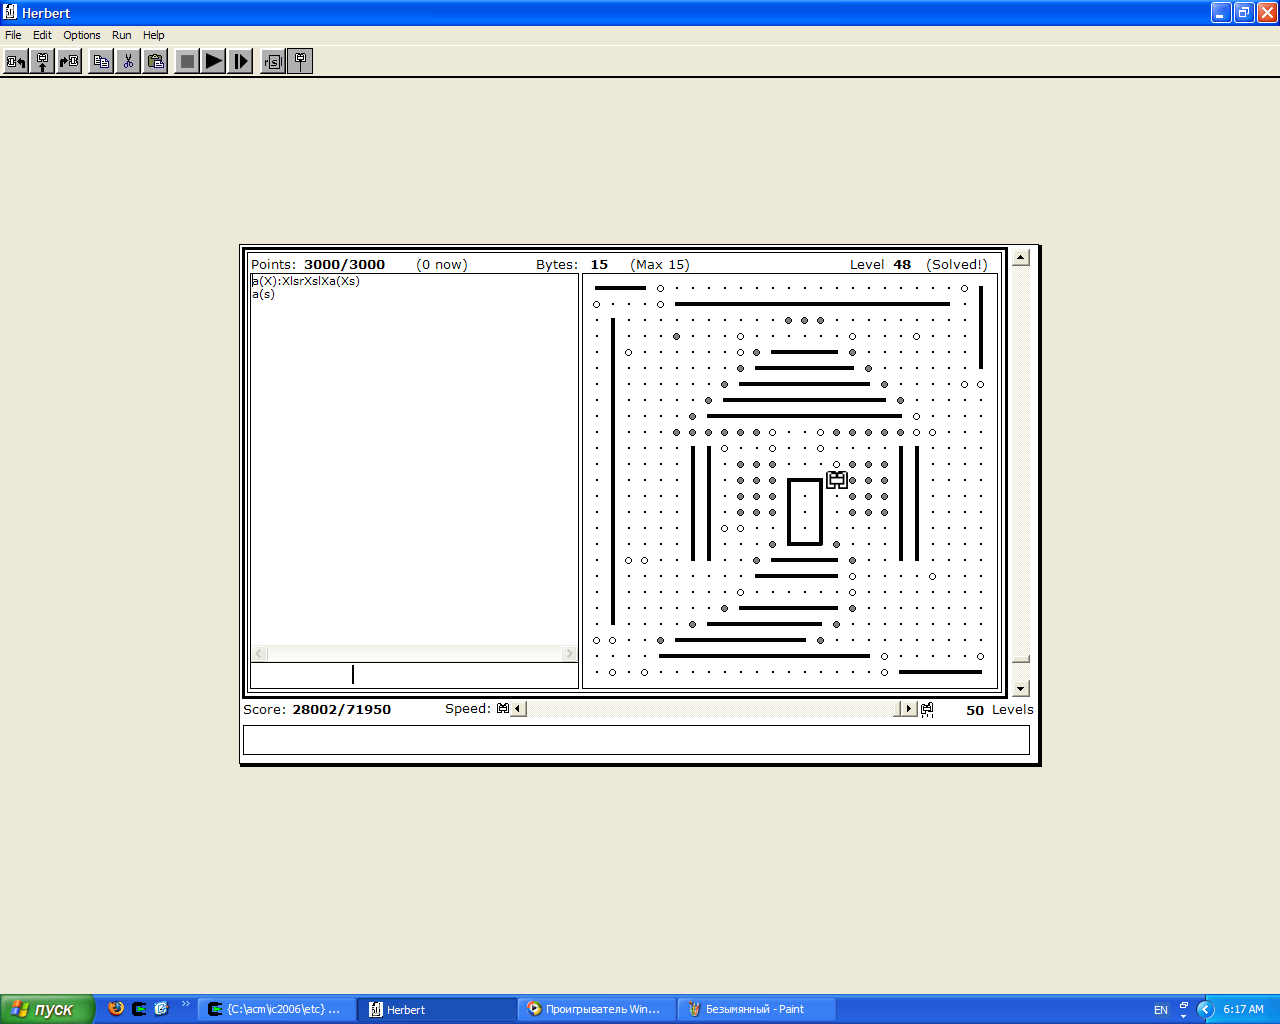 Herbert
File Edit Options Run Help
Points: 3000/3000 (0 now) Bytes: 15 (Max 15) Level 48 (Solved!)
a(X):XlsrXslXa(Xs)
a(s)
Score: 28002/71950 Speed: 50 Levels
пуск {C:\acm\ic2006\etc} ... Herbert Проигрыватель Win... Безымянный - Paint EN 6:17 AM